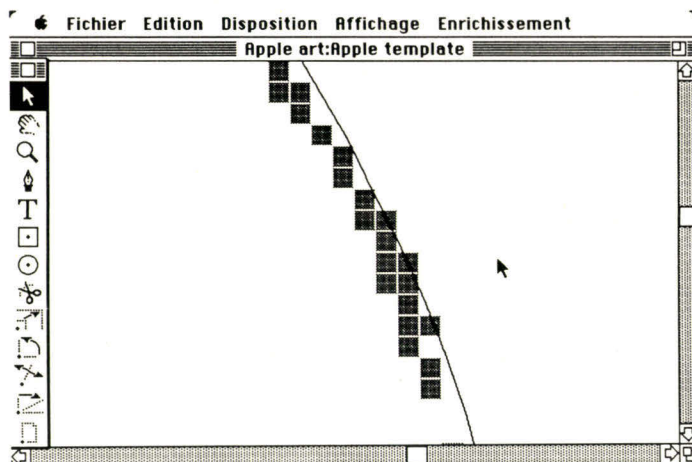 Fichier Edition Disposition Affichage Enrichissement
Apple art:Apple template
T